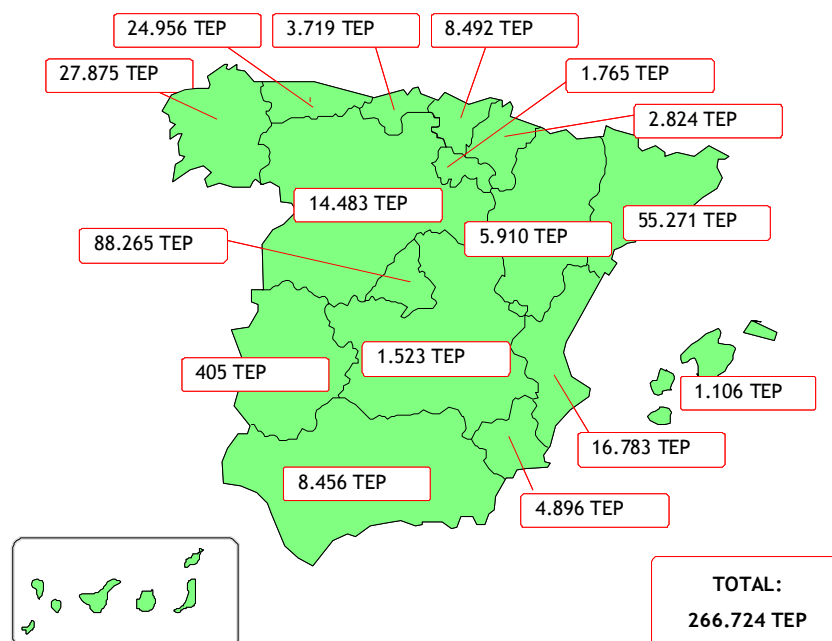 24.956 TEP
3.719 TEP
8.492 TEP
27.875 TEP
1.765 TEP
2.824 TEP
14.483 TEP
88.265 TEP
5.910 TEP
55.271 TEP
405 TEP
1.523 TEP
1.106 TEP
16.783 TEP
8.456 TEP
4.896 TEP
TOTAL:
266.724 TEP